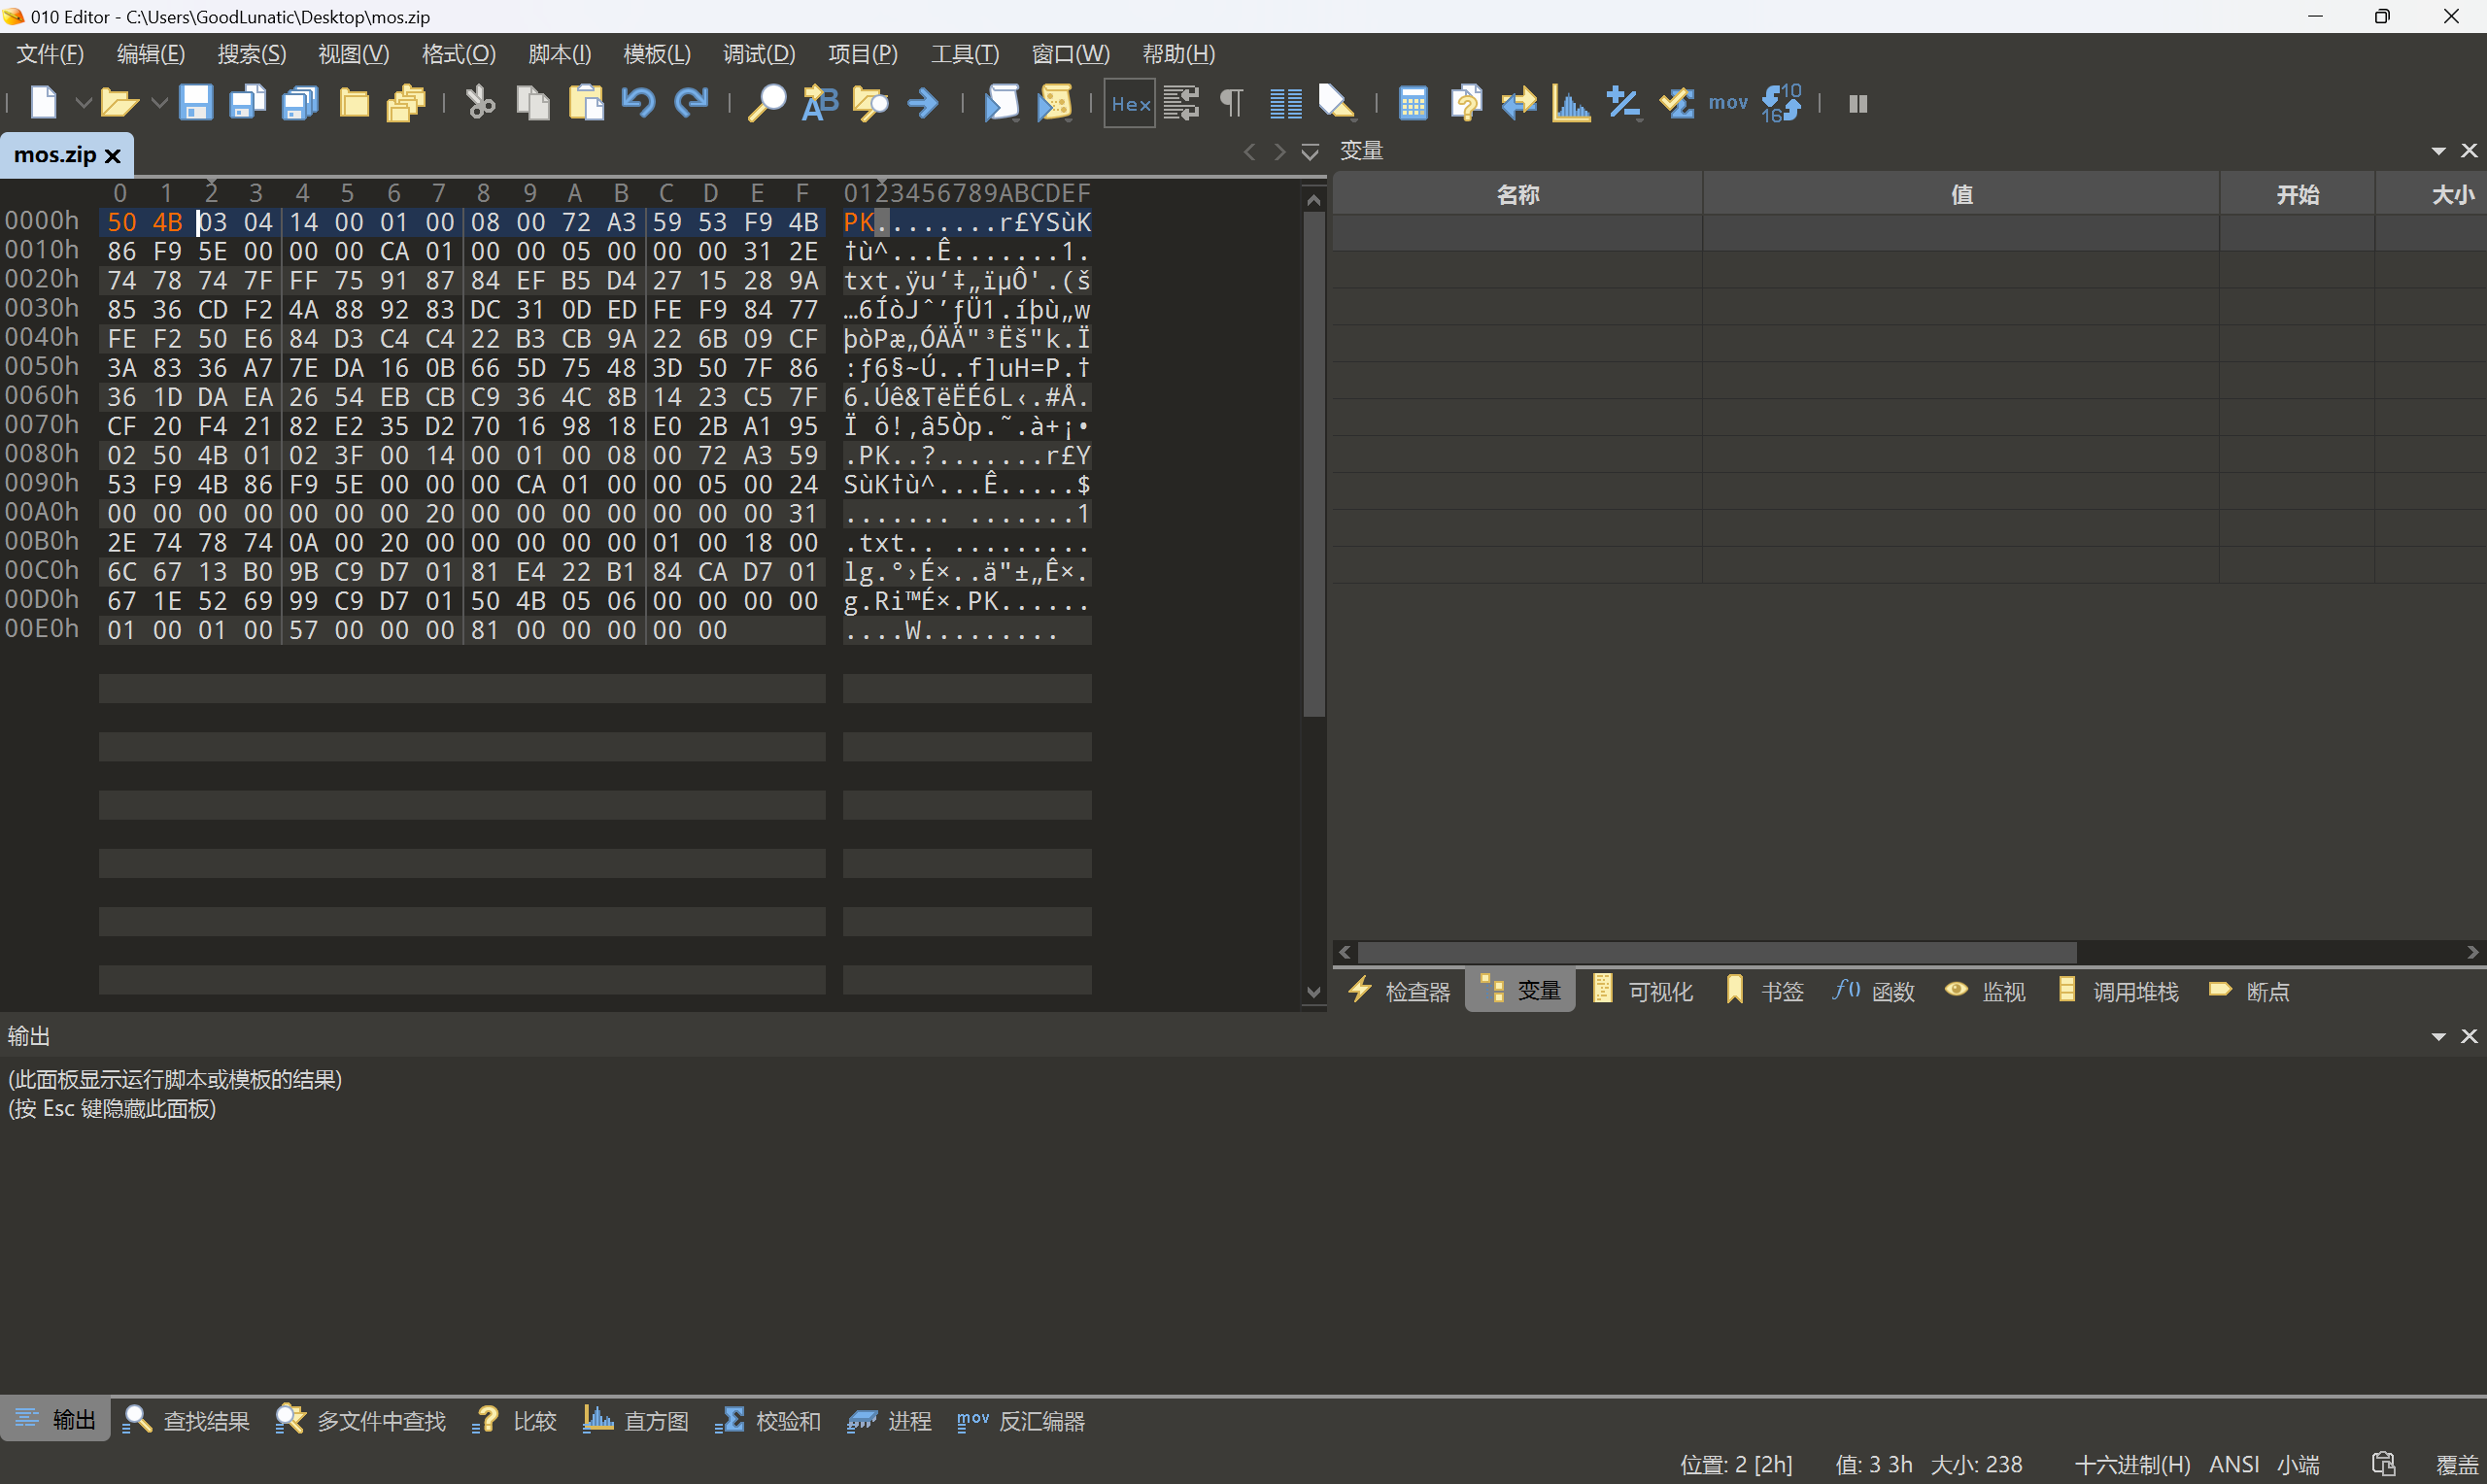 010 Editor - C:\Users\GoodLunatic\Desktop\mos.zip
文件(F) 编辑(E) 搜索(S) 视图(V) 格式(O) 脚本(I) 模板(L) 调试(D) 项目(P) 工具(T) 窗口(W) 帮助(H)
Hex mov 10 16
mos.zip
变量
0 1 2 3 4 5 6 7 8 9 A B C D E F 0123456789ABCDEF
0000h 50 4B 03 04 14 00 01 00 08 00 72 A3 59 53 F9 4B PK........r£YSùK
0010h 86 F9 5E 00 00 00 CA 01 00 00 05 00 00 00 31 2E †ù^...Ê.......1.
0020h 74 78 74 7F FF 75 91 87 84 EF B5 D4 27 15 28 9A txt.ÿu‘‡„ïµÔ'.(š
0030h 85 36 CD F2 4A 88 92 83 DC 31 0D ED FE F9 84 77 …6ÍòJˆ’ƒÜ1.íþù„w
0040h FE F2 50 E6 84 D3 C4 C4 22 B3 CB 9A 22 6B 09 CF þòPæ„ÓÄÄ"³Ëš"k.Ï
0050h 3A 83 36 A7 7E DA 16 0B 66 5D 75 48 3D 50 7F 86 :ƒ6§~Ú..f]uH=P.†
0060h 36 1D DA EA 26 54 EB CB C9 36 4C 8B 14 23 C5 7F 6.Úê&TëËÉ6L‹.#Å.
0070h CF 20 F4 21 82 E2 35 D2 70 16 98 18 E0 2B A1 95 Ï ô!‚â5Òp.˜.à+¡•
0080h 02 50 4B 01 02 3F 00 14 00 01 00 08 00 72 A3 59 .PK..?.......r£Y
0090h 53 F9 4B 86 F9 5E 00 00 00 CA 01 00 00 05 00 24 SùK†ù^...Ê.....$
00A0h 00 00 00 00 00 00 00 20 00 00 00 00 00 00 00 31 ....... .......1
00B0h 2E 74 78 74 0A 00 20 00 00 00 00 00 01 00 18 00 .txt.. .........
00C0h 6C 67 13 B0 9B C9 D7 01 81 E4 22 B1 84 CA D7 01 lg.°›É×..ä"±„Ê×.
00D0h 67 1E 52 69 99 C9 D7 01 50 4B 05 06 00 00 00 00 g.Ri™É×.PK......
00E0h 01 00 01 00 57 00 00 00 81 00 00 00 00 00 ....W.........
名称 值 开始 大小
检查器 变量 可视化 书签 f() 函数 监视 调用堆栈 断点
输出
(此面板显示运行脚本或模板的结果)
(按 Esc 键隐藏此面板)
输出 查找结果 多文件中查找 比较 直方图 校验和 进程 mov 反汇编器
位置: 2 [2h] 值: 3 3h 大小: 238 十六进制(H) ANSI 小端 覆盖